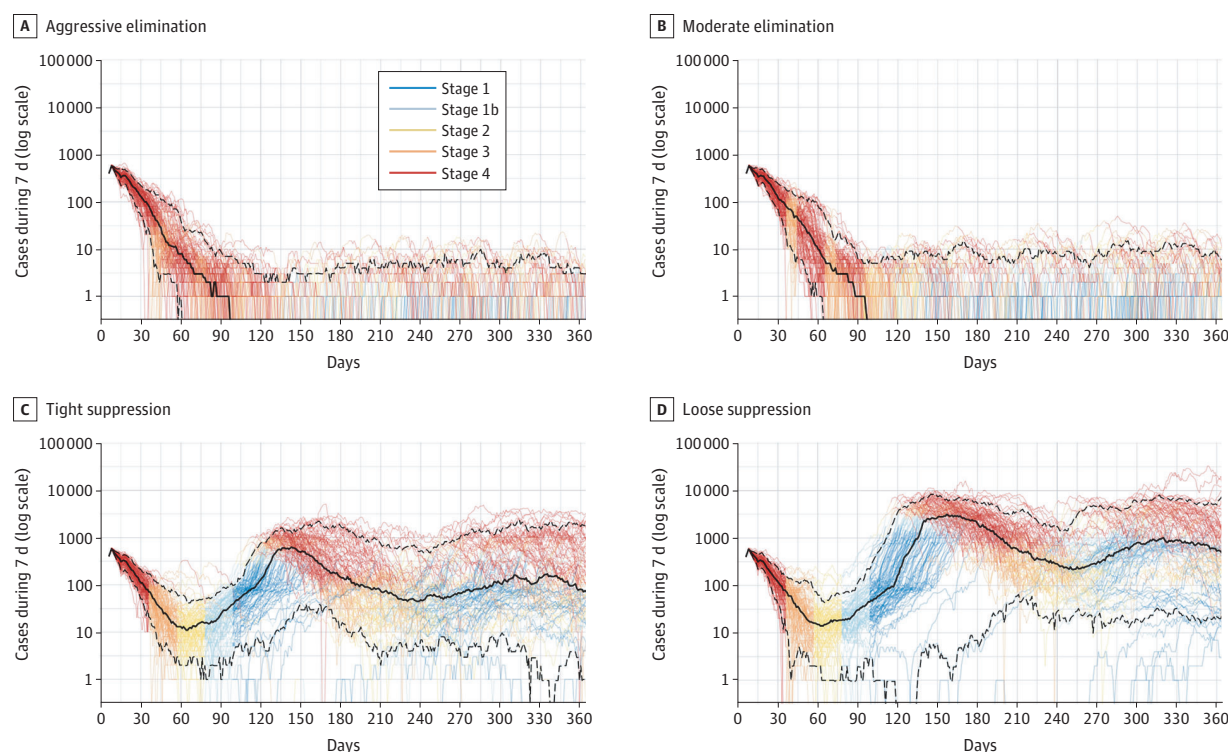 A Aggressive elimination
Cases during 7 d (log scale)
100 000
10 000
1000
100
10
1
Stage 1
Stage 1b
Stage 2
Stage 3
Stage 4
0 30 60 90 120 150 180 210 240 270 300 330 360
Days
B Moderate elimination
Cases during 7 d (log scale)
100 000
10 000
1000
100
10
1
0 30 60 90 120 150 180 210 240 270 300 330 360
Days
C Tight suppression
Cases during 7 d (log scale)
100 000
10 000
1000
100
10
1
0 30 60 90 120 150 180 210 240 270 300 330 360
Days
D Loose suppression
Cases during 7 d (log scale)
100 000
10 000
1000
100
10
1
0 30 60 90 120 150 180 210 240 270 300 330 360
Days